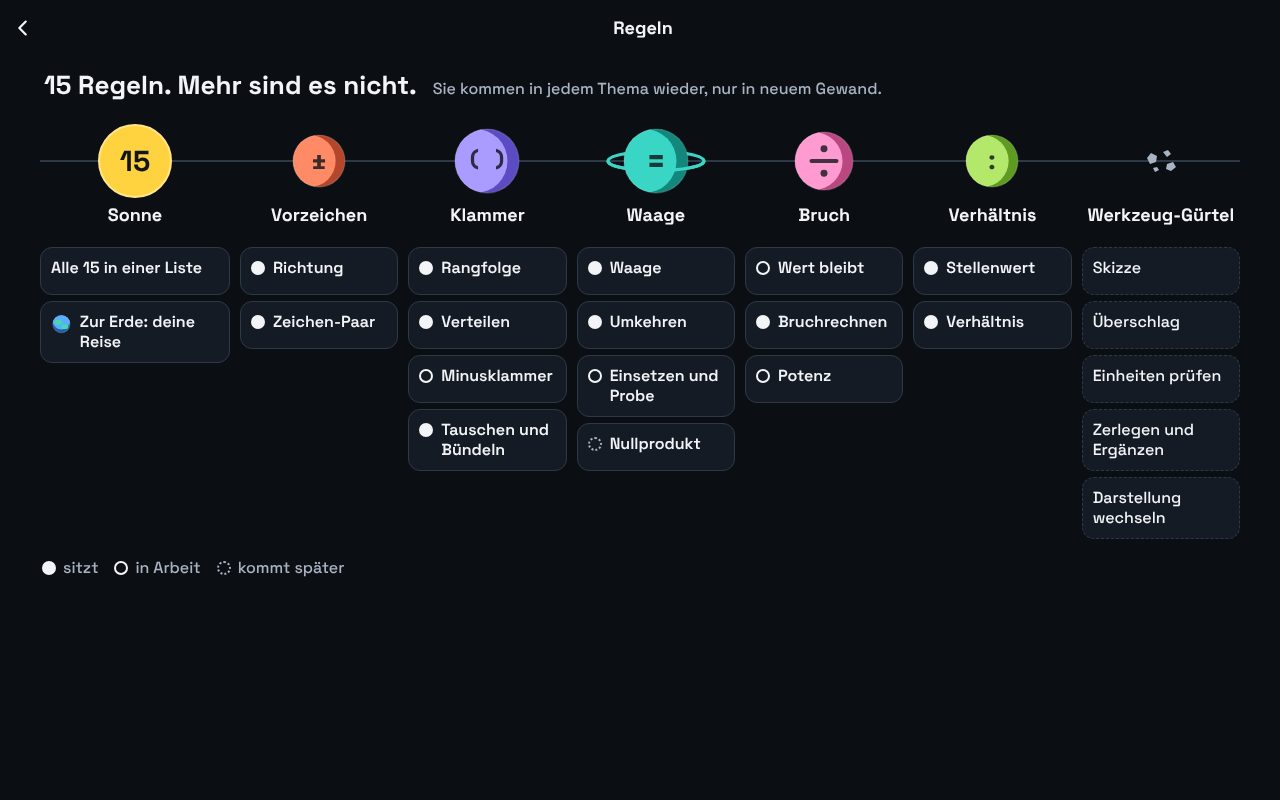 Regeln
15 Regeln. Mehr sind es nicht. Sie kommen in jedem Thema wieder, nur in neuem Gewand.
15
±
( )
=
÷
:
Sonne
Vorzeichen
Klammer
Waage
Bruch
Verhältnis
Werkzeug-Gürtel
Alle 15 in einer Liste
Zur Erde: deine
Reise
Richtung
Zeichen-Paar
Rangfolge
Verteilen
Minusklammer
Tauschen und
Bündeln
Waage
Umkehren
Einsetzen und
Probe
Nullprodukt
Wert bleibt
Bruchrechnen
Potenz
Stellenwert
Verhältnis
Skizze
Überschlag
Einheiten prüfen
Zerlegen und
Ergänzen
Darstellung
wechseln
sitzt in Arbeit kommt später